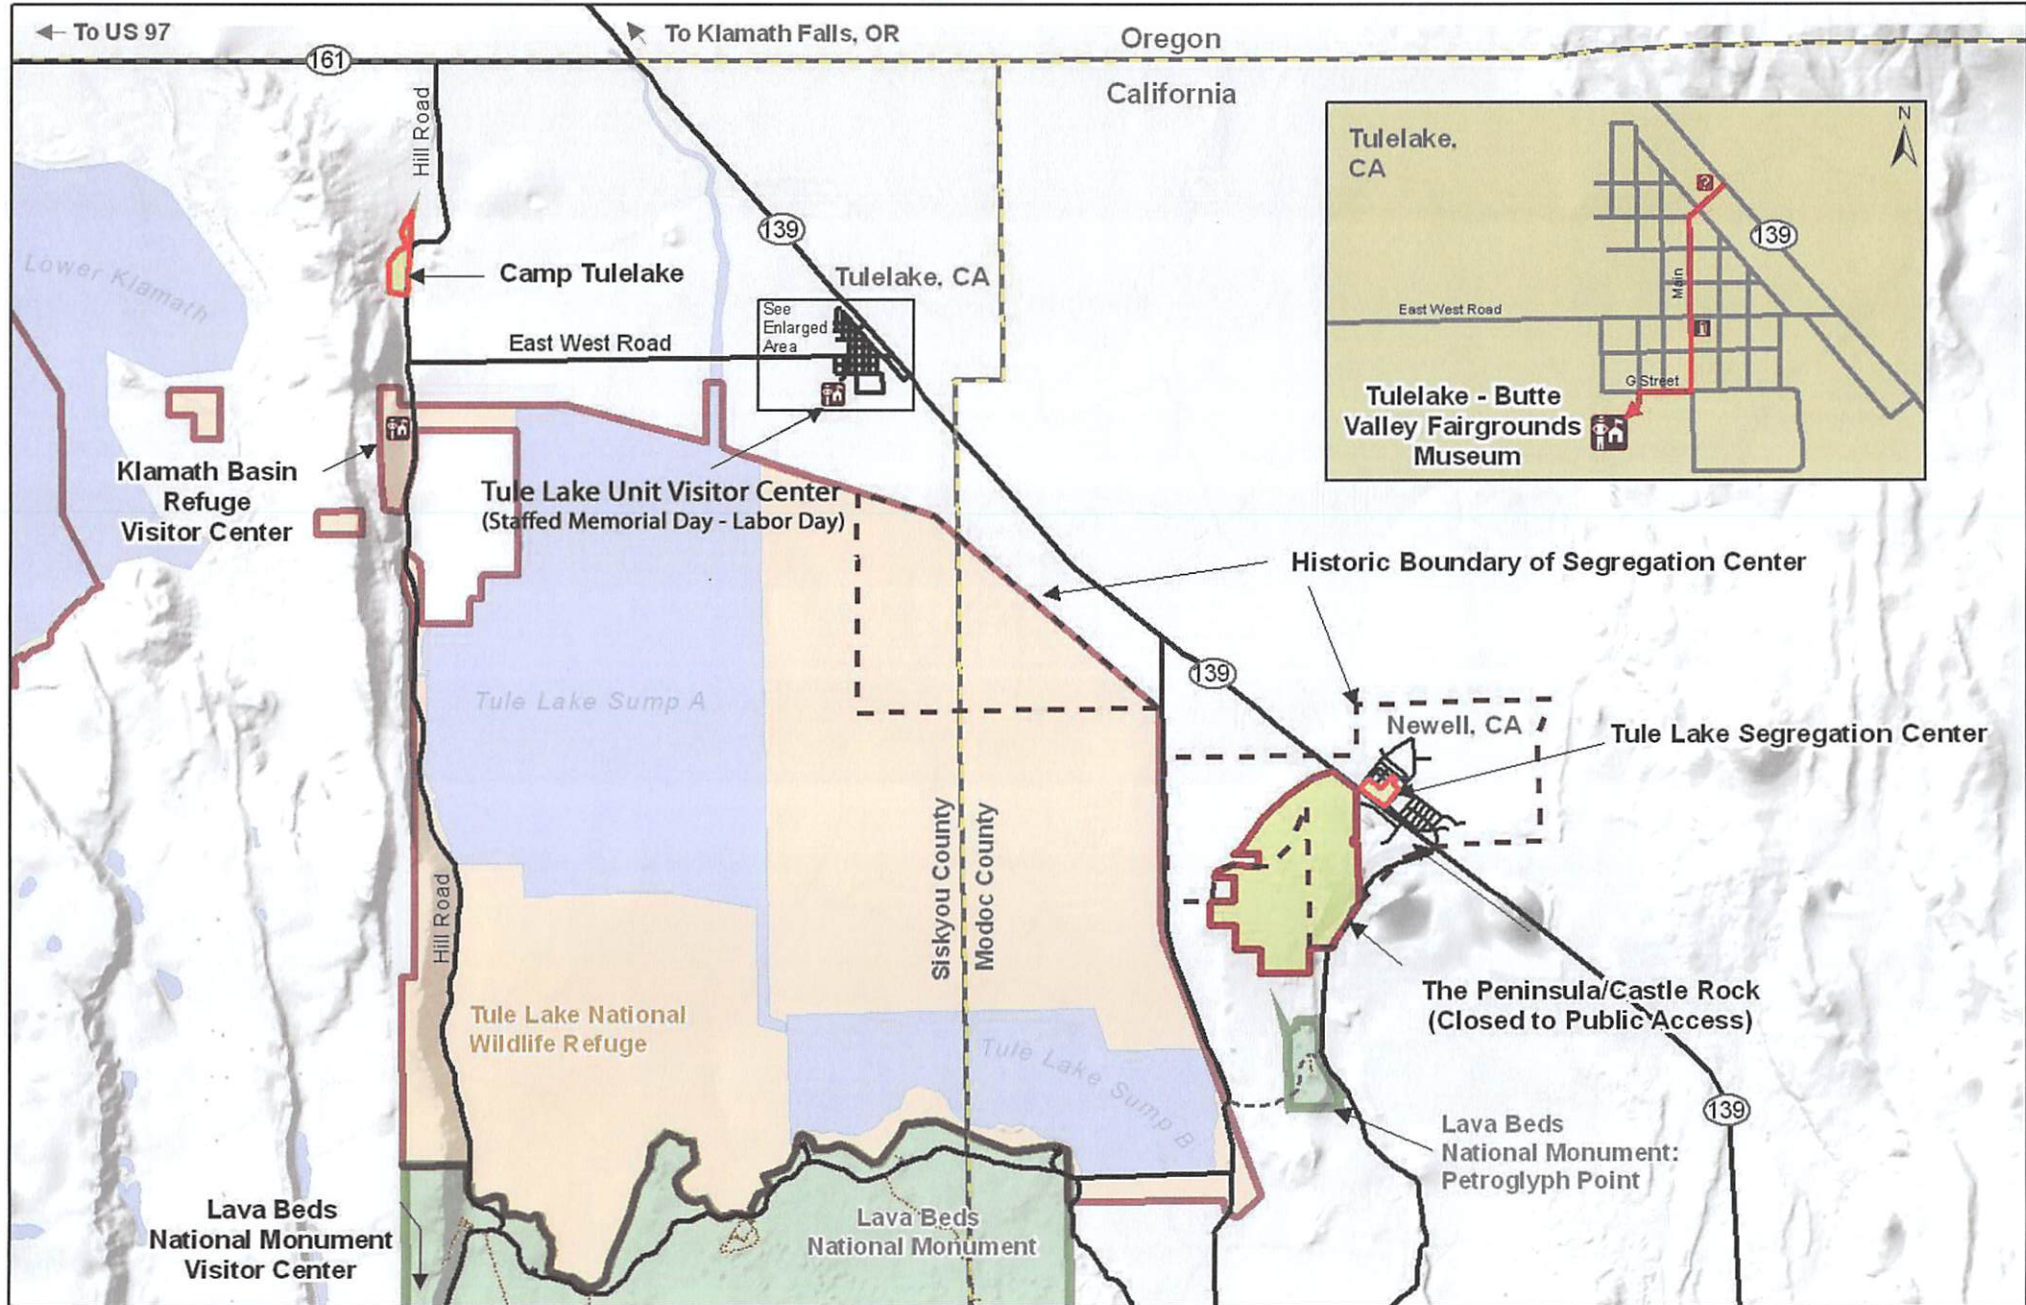 To US 97
To Klamath Falls, OR
Oregon
161
California
Hill Road
N
Tulelake,
CA
139
139
Lower Klamath
Camp Tulelake
Tulelake, CA
See
Enlarged
Area
East West Road
Main
East West Road
G Street
Tulelake - Butte
Valley Fairgrounds
Museum
Klamath Basin
Refuge
Visitor Center
Tule Lake Unit Visitor Center
(Staffed Memorial Day - Labor Day)
Historic Boundary of Segregation Center
139
Tule Lake Sump A
Newell, CA
Tule Lake Segregation Center
Siskyou County
Modoc County
Hill Road
The Peninsula/Castle Rock
(Closed to Public Access)
Tule Lake National
Wildlife Refuge
Tule Lake Sump B
139
Lava Beds
National Monument:
Petroglyph Point
Lava Beds
National Monument
Visitor Center
Lava Beds
National Monument